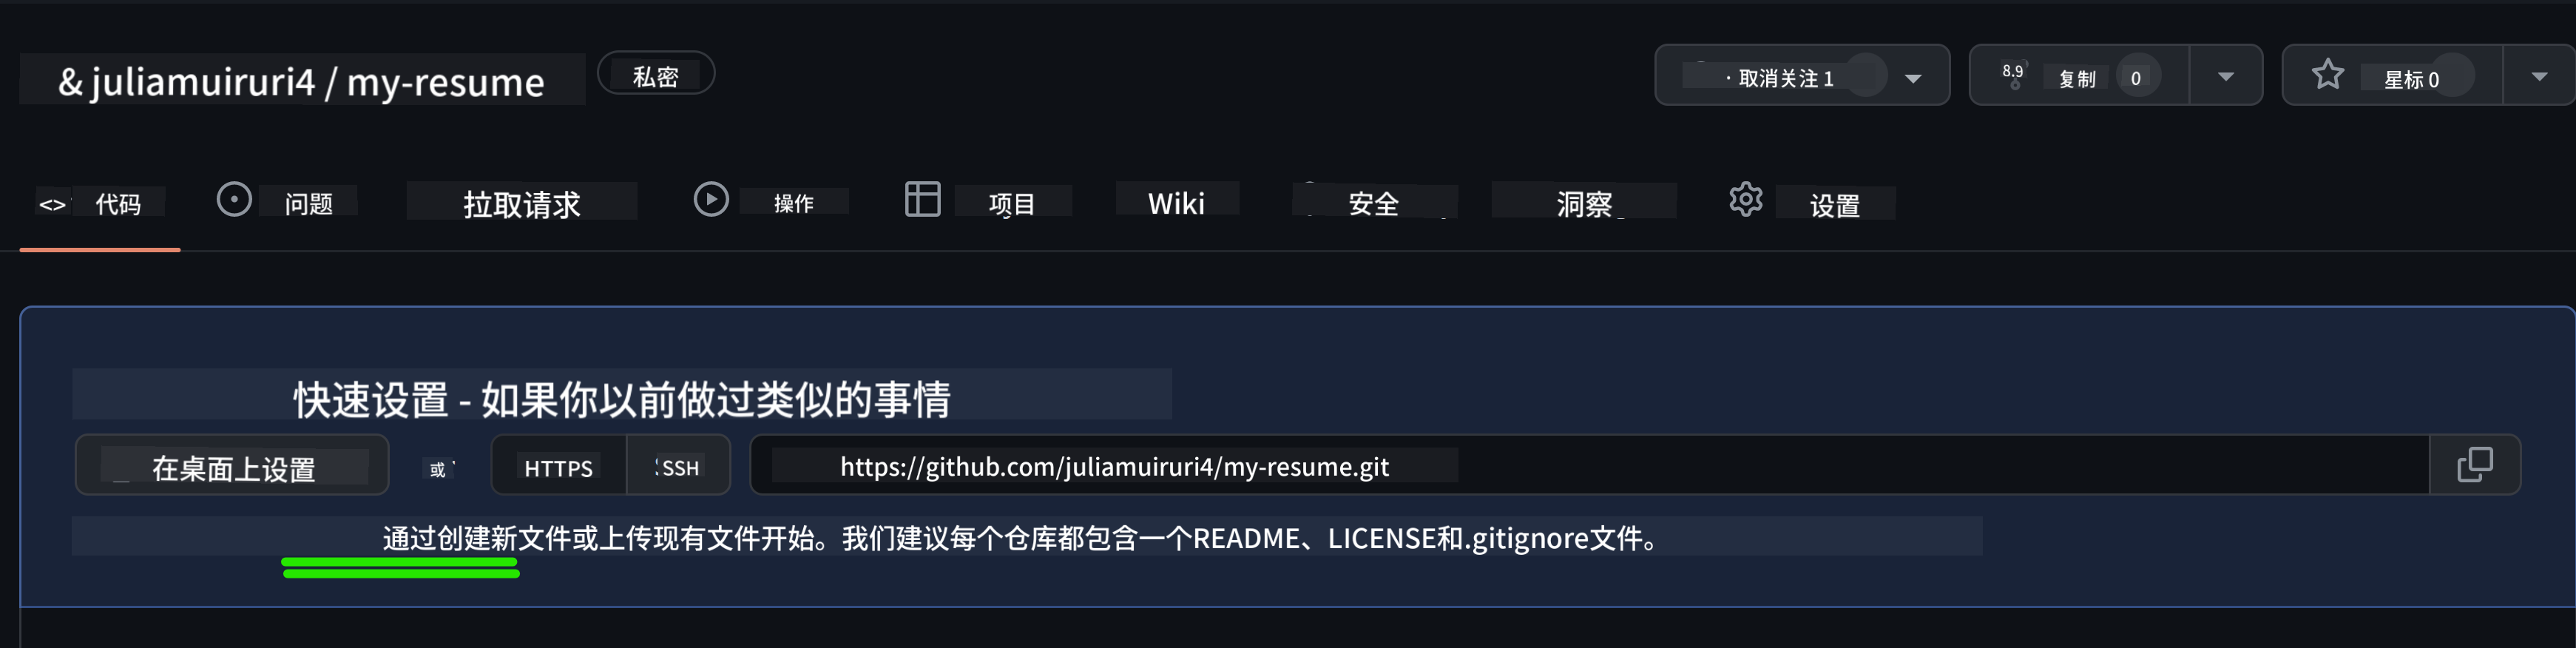 & juliamuiruri4 / my-resume 私密 · 取消关注 1 8.9 复制 0 星标 0
<> 代码 问题 拉取请求 操作 项目 Wiki 安全 洞察 设置
快速设置 - 如果你以前做过类似的事情
在桌面上设置 或 HTTPS SSH https://github.com/juliamuiruri4/my-resume.git
通过创建新文件或上传现有文件开始。我们建议每个仓库都包含一个README、LICENSE和.gitignore文件。